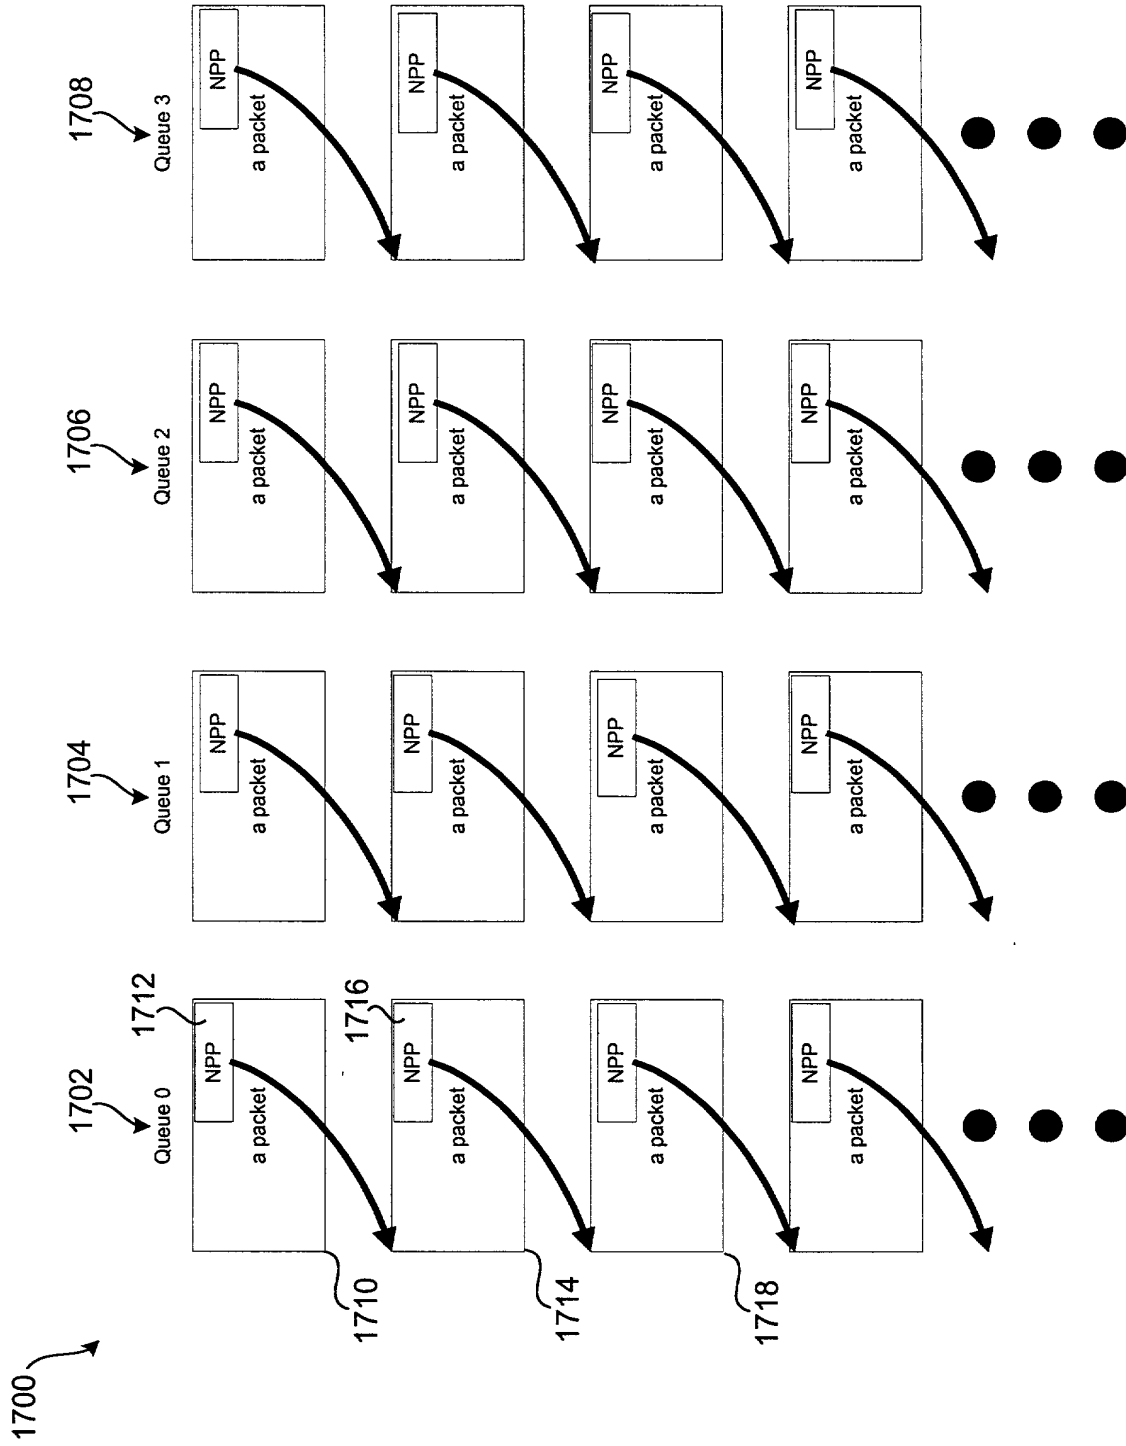 1700
1702
1704
1706
1708
Queue 0
Queue 1
Queue 2
Queue 3
1712
NPP
NPP
NPP
NPP
a packet
a packet
a packet
a packet
1710
1716
NPP
NPP
NPP
NPP
a packet
a packet
a packet
a packet
1714
NPP
NPP
NPP
NPP
a packet
a packet
a packet
a packet
1718
NPP
NPP
NPP
NPP
a packet
a packet
a packet
a packet